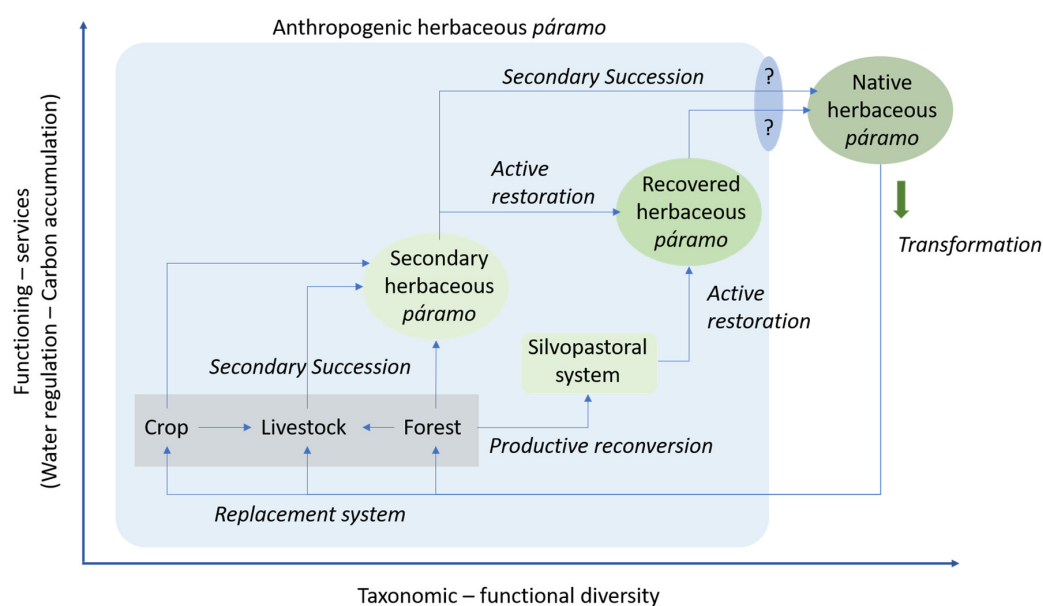 Anthropogenic herbaceous páramo
Functioning – services
(Water regulation – Carbon accumulation)
Secondary Succession
?
?
Native
herbaceous
páramo
Active
restoration
Recovered
herbaceous
páramo
Transformation
Secondary
herbaceous
páramo
Active
restoration
Silvopastoral
system
Secondary Succession
Crop
Livestock
Forest
Productive reconversion
Replacement system
Taxonomic – functional diversity